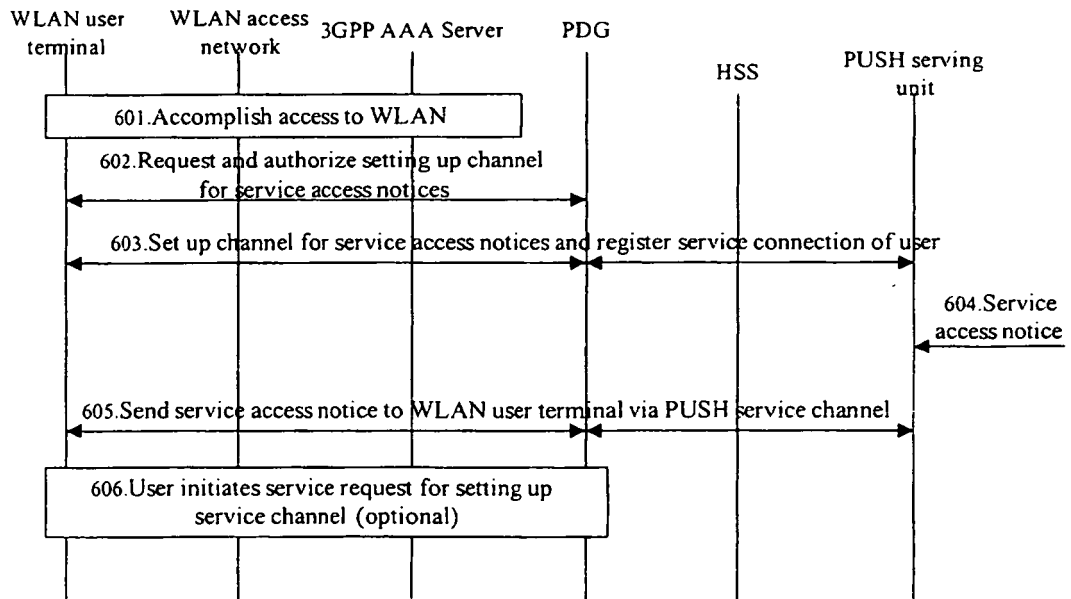 WLAN user
terminal
WLAN access
network
3GPP AAA Server
PDG
HSS
PUSH serving
unit
601.Accomplish access to WLAN
602.Request and authorize setting up channel
for service access notices
603.Set up channel for service access notices and register service connection of user
604.Service
access notice
605.Send service access notice to WLAN user terminal via PUSH service channel
606.User initiates service request for setting up
service channel (optional)